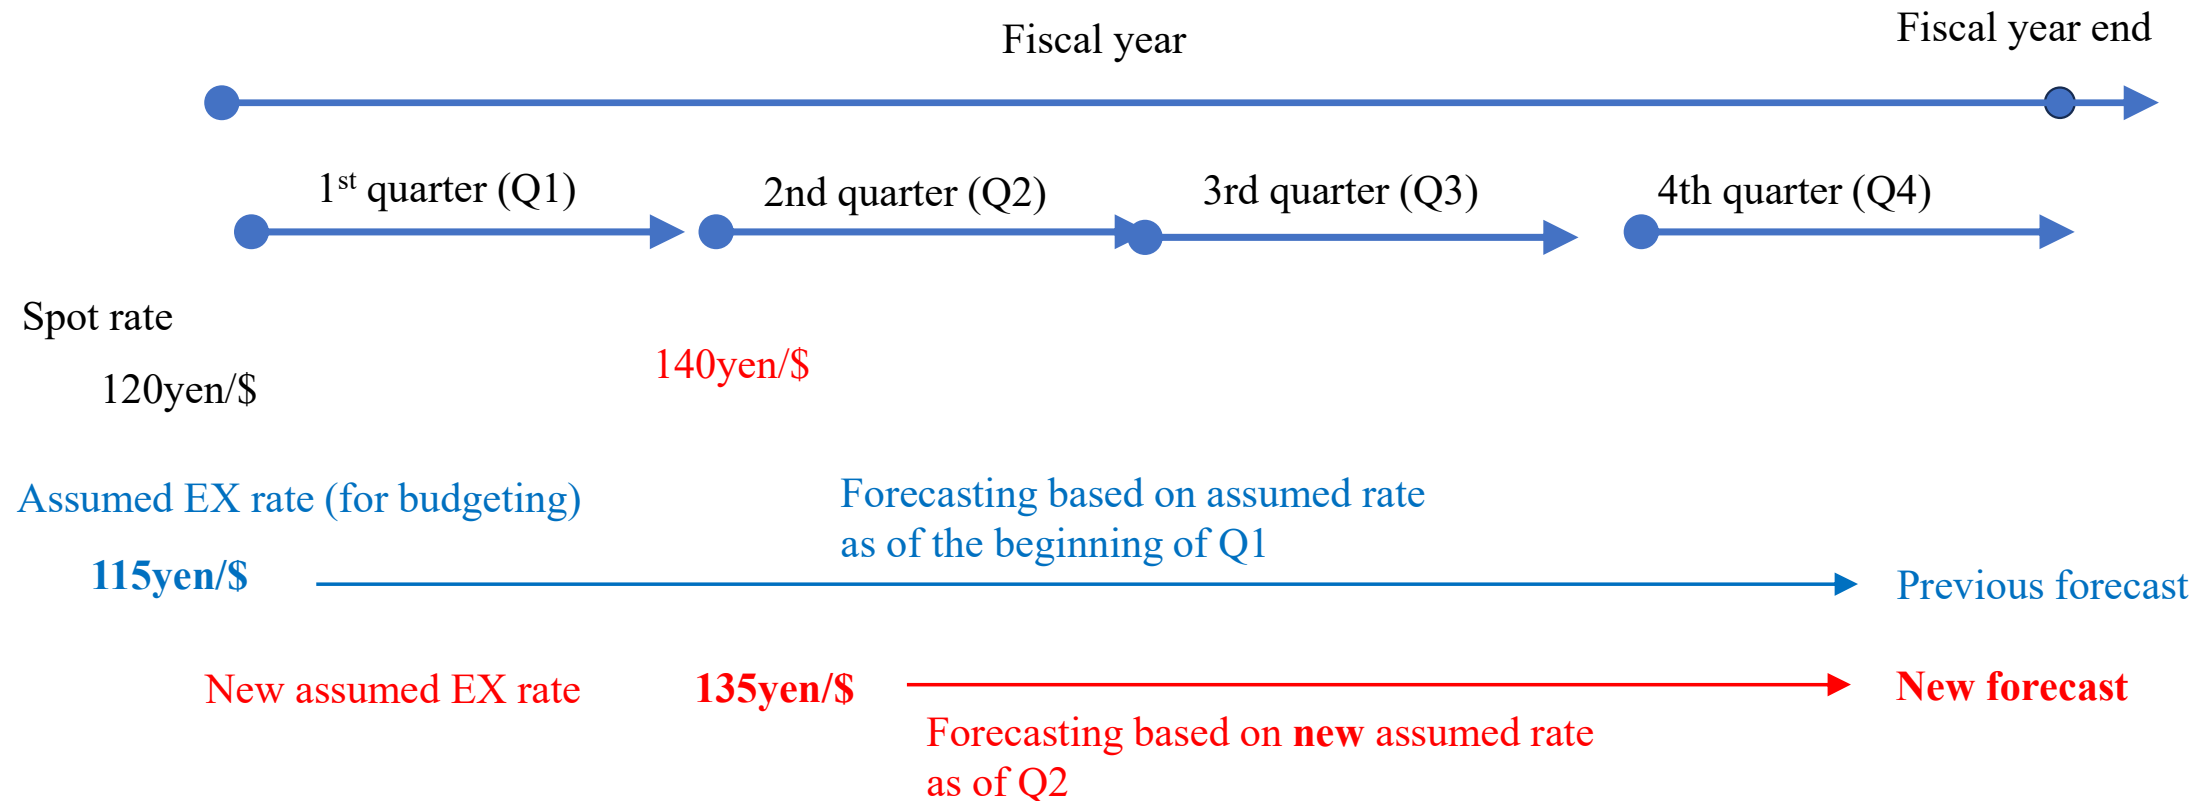 Fiscal year
Fiscal year end
1st quarter (Q1)
2nd quarter (Q2)
3rd quarter (Q3)
4th quarter (Q4)
Spot rate
120yen/$
140yen/$
Assumed EX rate (for budgeting)
115yen/$
Forecasting based on assumed rate
as of the beginning of Q1
Previous forecast
New assumed EX rate
135yen/$
New forecast
Forecasting based on new assumed rate
as of Q2